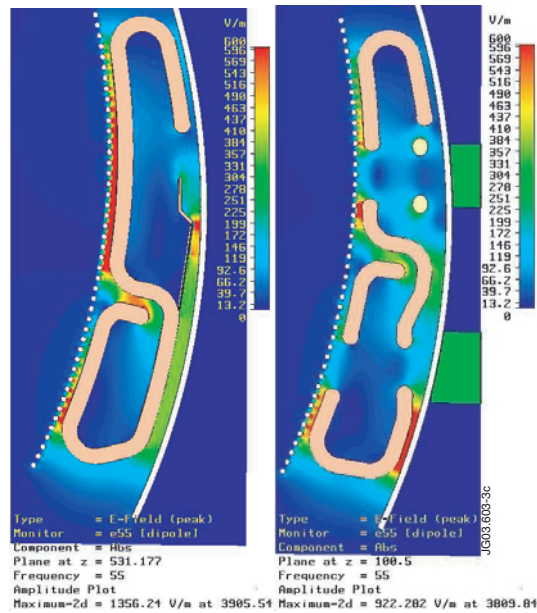 V/m
600
596
569
543
516
490
463
437
410
384
357
331
304
278
251
225
199
172
146
119
92.6
66.2
39.7
13.2
0
Type = E-Field (peak)
Monitor = e55 [dipole]
Component = Abs
Plane at z = 531.177
Frequency = 55
Amplitude Plot
Maximum-2d = 1356.24 V/m at 3905.54
V/m
600
596
569
543
516
490
463
437
410
384
357
331
304
278
251
225
199
172
146
119
92.6
66.2
39.7
13.2
0
JG03.603-3c
Type = E-Field (peak)
Monitor = e55 [dipole]
Component = Abs
Plane at z = 100.5
Frequency = 55
Amplitude Plot
Maximum-2d = 922.282 V/m at 3809.84